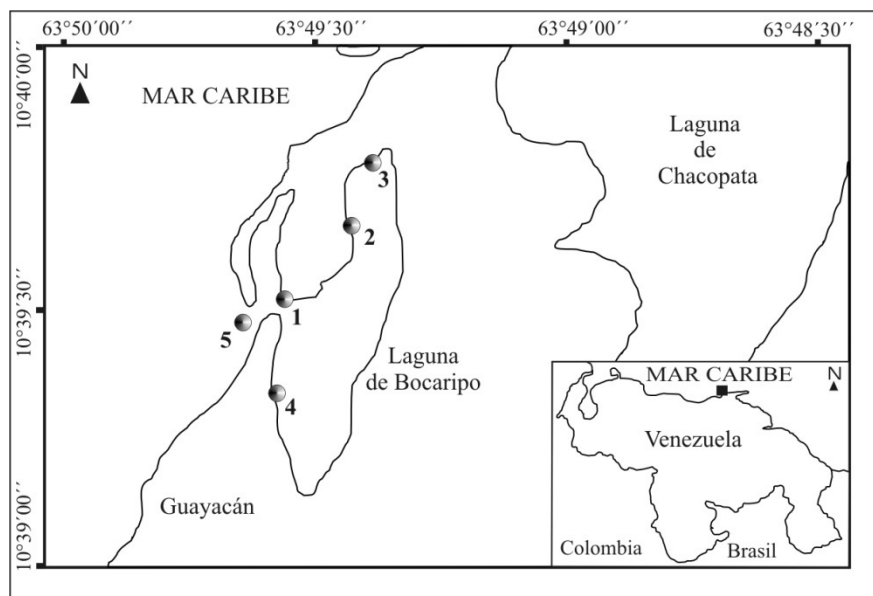 63°50´00´´ 63°49´30´´ 63°49´00´´ 63°48´30´´
10°40´00´´
N
MAR CARIBE
Laguna
de
Chacopata
3
2
10°39´30´´
1
5
Laguna
de Bocaripo
4
Guayacán
10°39´00´´
MAR CARIBE
N
Venezuela
Colombia
Brasil